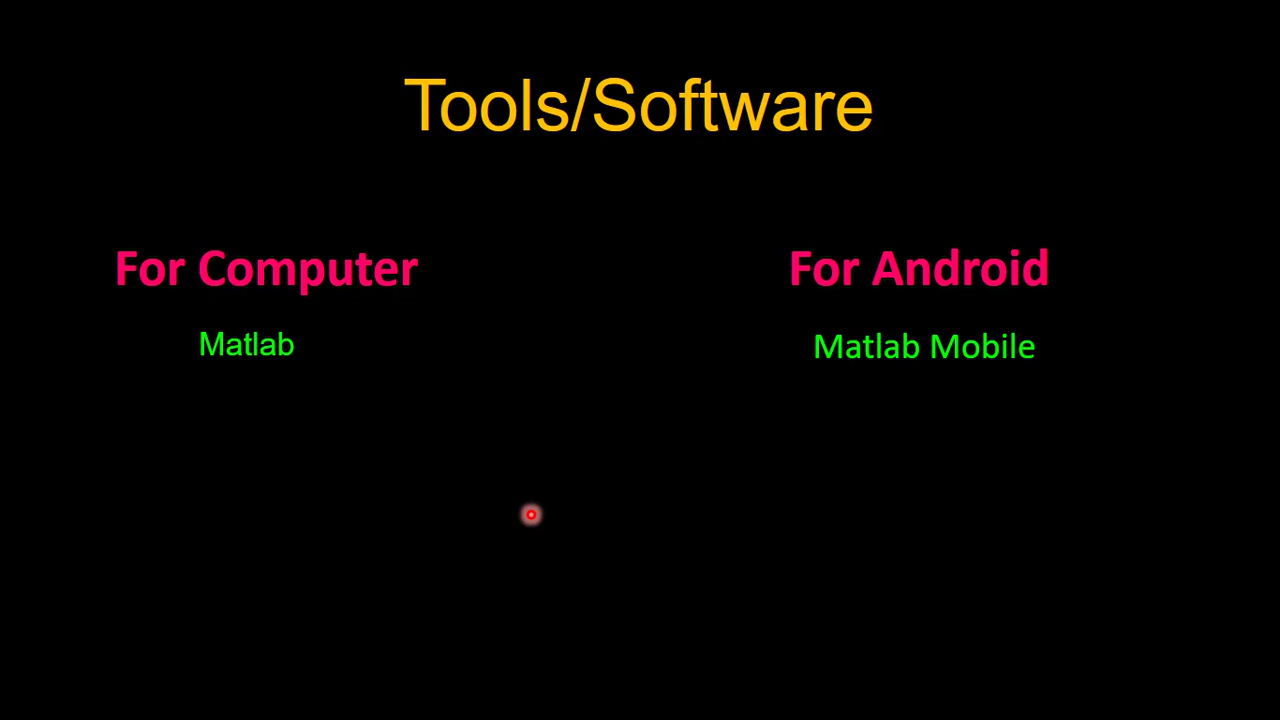 Tools/Software
For Computer
For Android
Matlab
Matlab Mobile